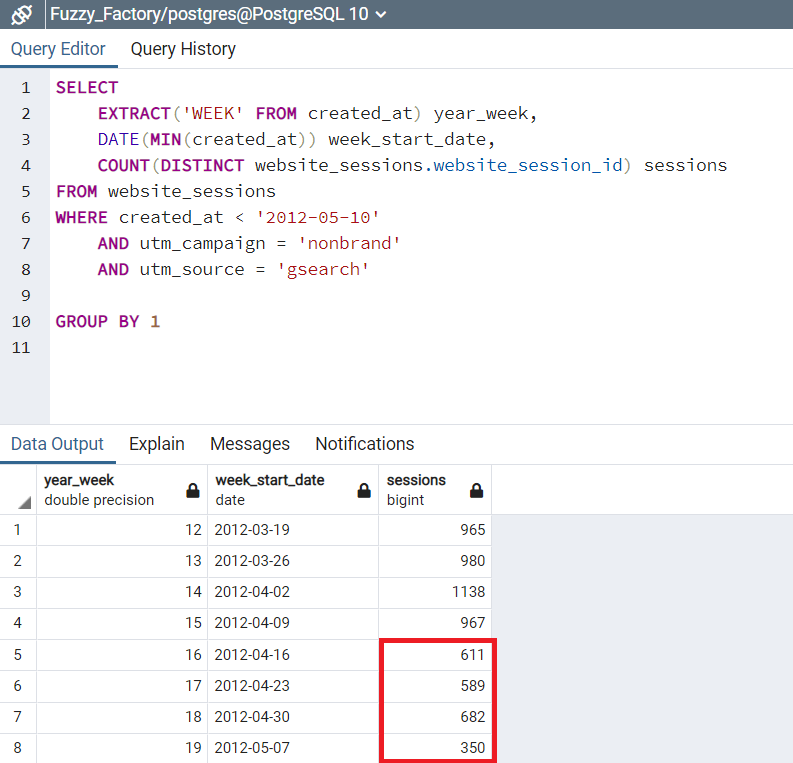 Fuzzy_Factory/postgres@PostgreSQL 10
Query Editor Query History
1 SELECT
2 EXTRACT('WEEK' FROM created_at) year_week,
3 DATE(MIN(created_at)) week_start_date,
4 COUNT(DISTINCT website_sessions.website_session_id) sessions
5 FROM website_sessions
6 WHERE created_at < '2012-05-10'
7 AND utm_campaign = 'nonbrand'
8 AND utm_source = 'gsearch'
9
10 GROUP BY 1
11
Data Output Explain Messages Notifications
year_week week_start_date sessions
double precision date bigint
1 12 2012-03-19 965
2 13 2012-03-26 980
3 14 2012-04-02 1138
4 15 2012-04-09 967
5 16 2012-04-16 611
6 17 2012-04-23 589
7 18 2012-04-30 682
8 19 2012-05-07 350